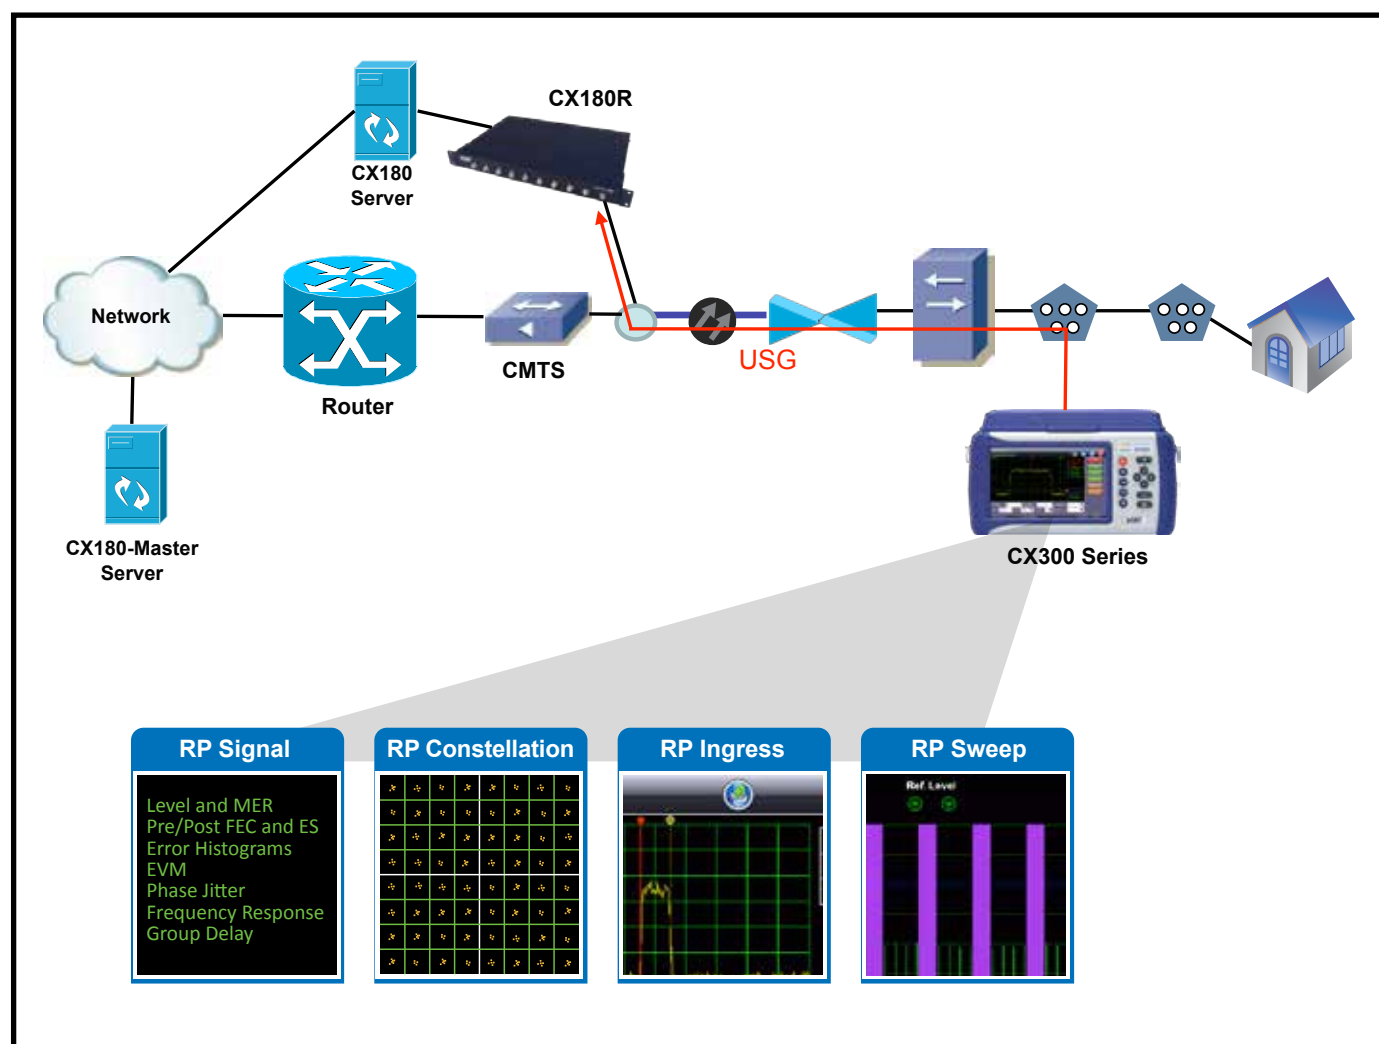 CX180R
CX180
Server
Network
Router
CMTS
USG
CX180-Master
Server
CX300 Series
RP Signal
Level and MER
Pre/Post FEC and ES
Error Histograms
EVM
Phase Jitter
Frequency Response
Group Delay
RP Constellation
RP Ingress
RP Sweep
Ref. Level